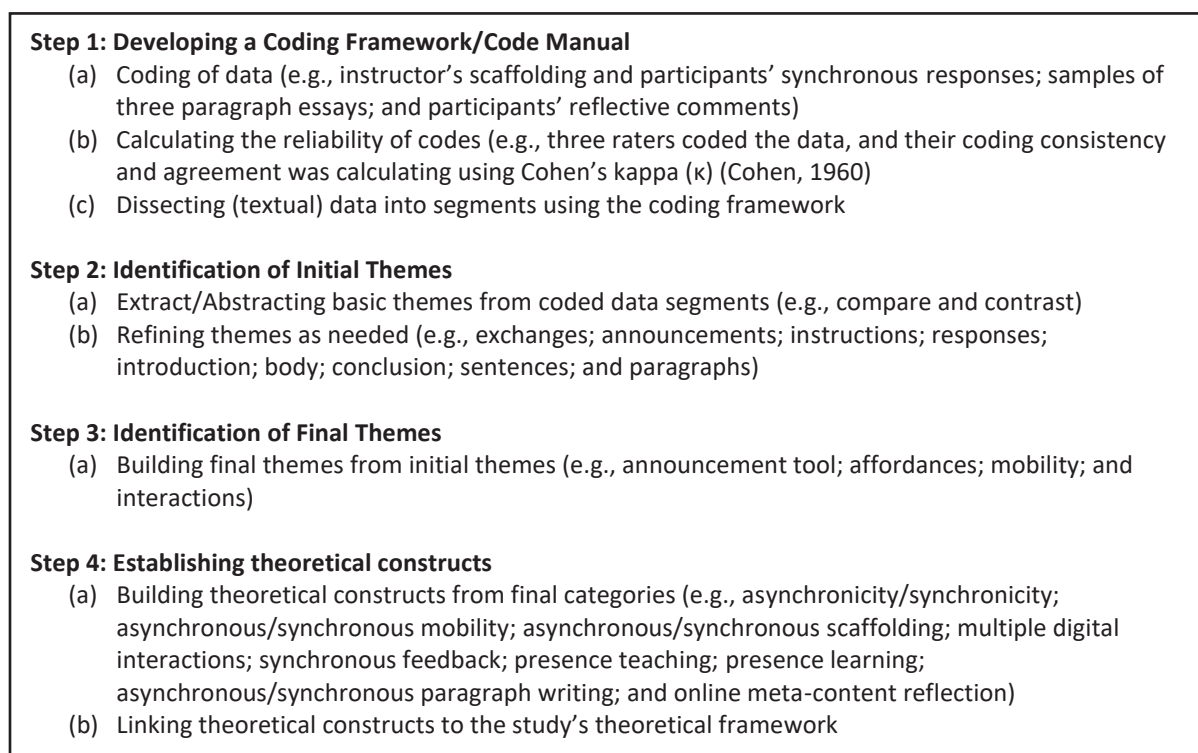 Step 1: Developing a Coding Framework/Code Manual
(a) Coding of data (e.g., instructor's scaffolding and participants' synchronous responses; samples of
three paragraph essays; and participants' reflective comments)
(b) Calculating the reliability of codes (e.g., three raters coded the data, and their coding consistency
and agreement was calculating using Cohen's kappa (κ) (Cohen, 1960)
(c) Dissecting (textual) data into segments using the coding framework
Step 2: Identification of Initial Themes
(a) Extract/Abstracting basic themes from coded data segments (e.g., compare and contrast)
(b) Refining themes as needed (e.g., exchanges; announcements; instructions; responses;
introduction; body; conclusion; sentences; and paragraphs)
Step 3: Identification of Final Themes
(a) Building final themes from initial themes (e.g., announcement tool; affordances; mobility; and
interactions)
Step 4: Establishing theoretical constructs
(a) Building theoretical constructs from final categories (e.g., asynchronicity/synchronicity;
asynchronous/synchronous mobility; asynchronous/synchronous scaffolding; multiple digital
interactions; synchronous feedback; presence teaching; presence learning;
asynchronous/synchronous paragraph writing; and online meta-content reflection)
(b) Linking theoretical constructs to the study's theoretical framework